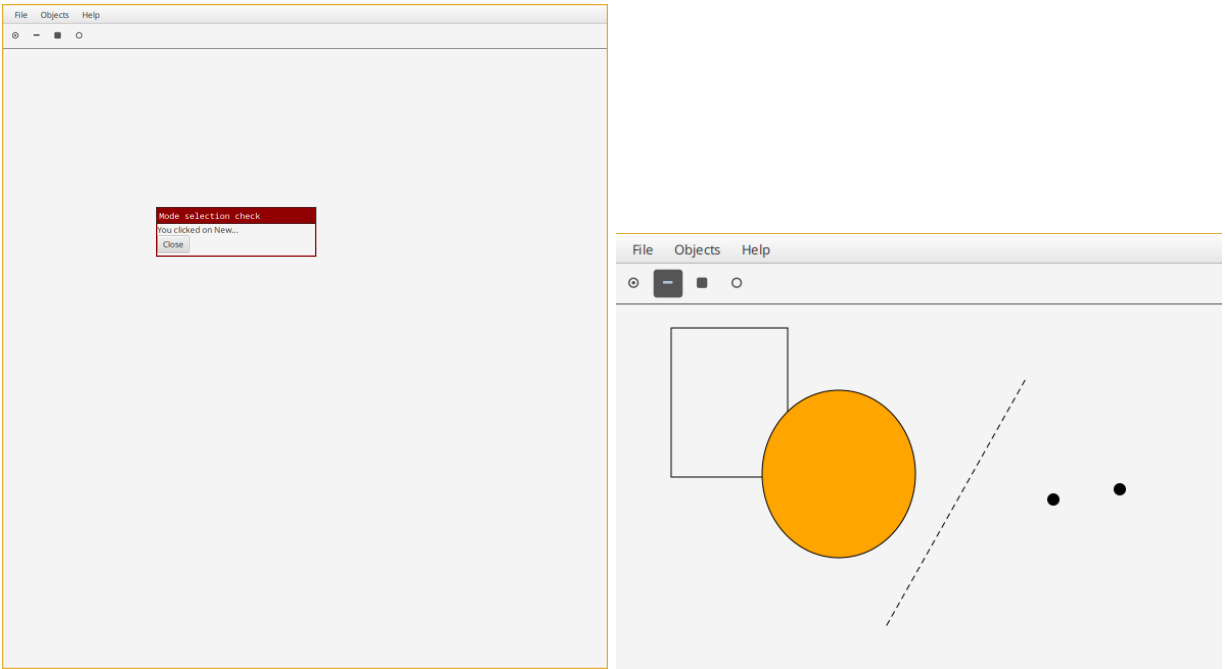 File Objects Help
Mode selection check
You clicked on New...
Close
File Objects Help